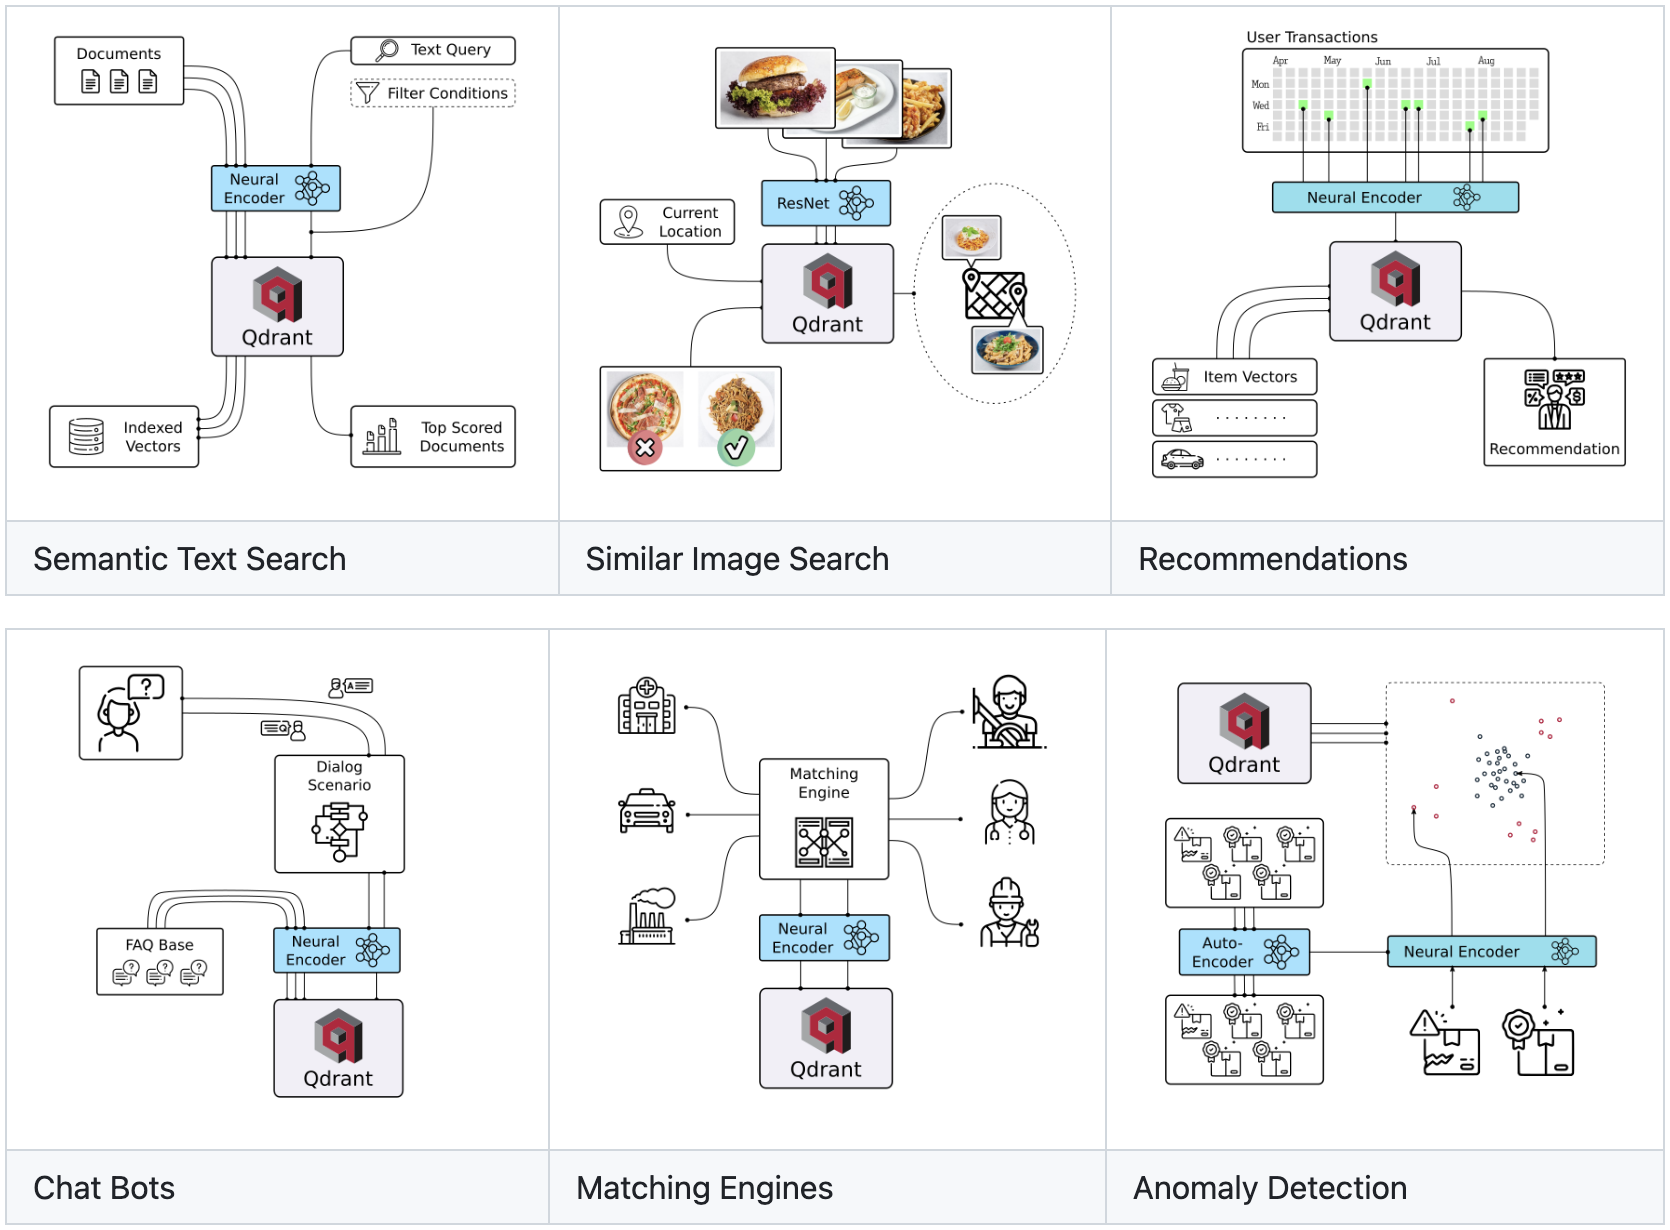 Documents
Text Query
Filter Conditions
Neural
Encoder
Qdrant
Indexed
Vectors
Top Scored
Documents
Semantic Text Search
ResNet
Current
Location
Qdrant
Similar Image Search
User Transactions
Apr May Jun Jul Aug
Mon
Wed
Fri
Neural Encoder
Qdrant
Item Vectors
Recommendation
Recommendations
?
A
Q
Dialog
Scenario
FAQ Base
? ? ?
Neural
Encoder
Qdrant
Chat Bots
Matching
Engine
Neural
Encoder
Qdrant
Matching Engines
Qdrant
Auto-
Encoder
Neural Encoder
Anomaly Detection